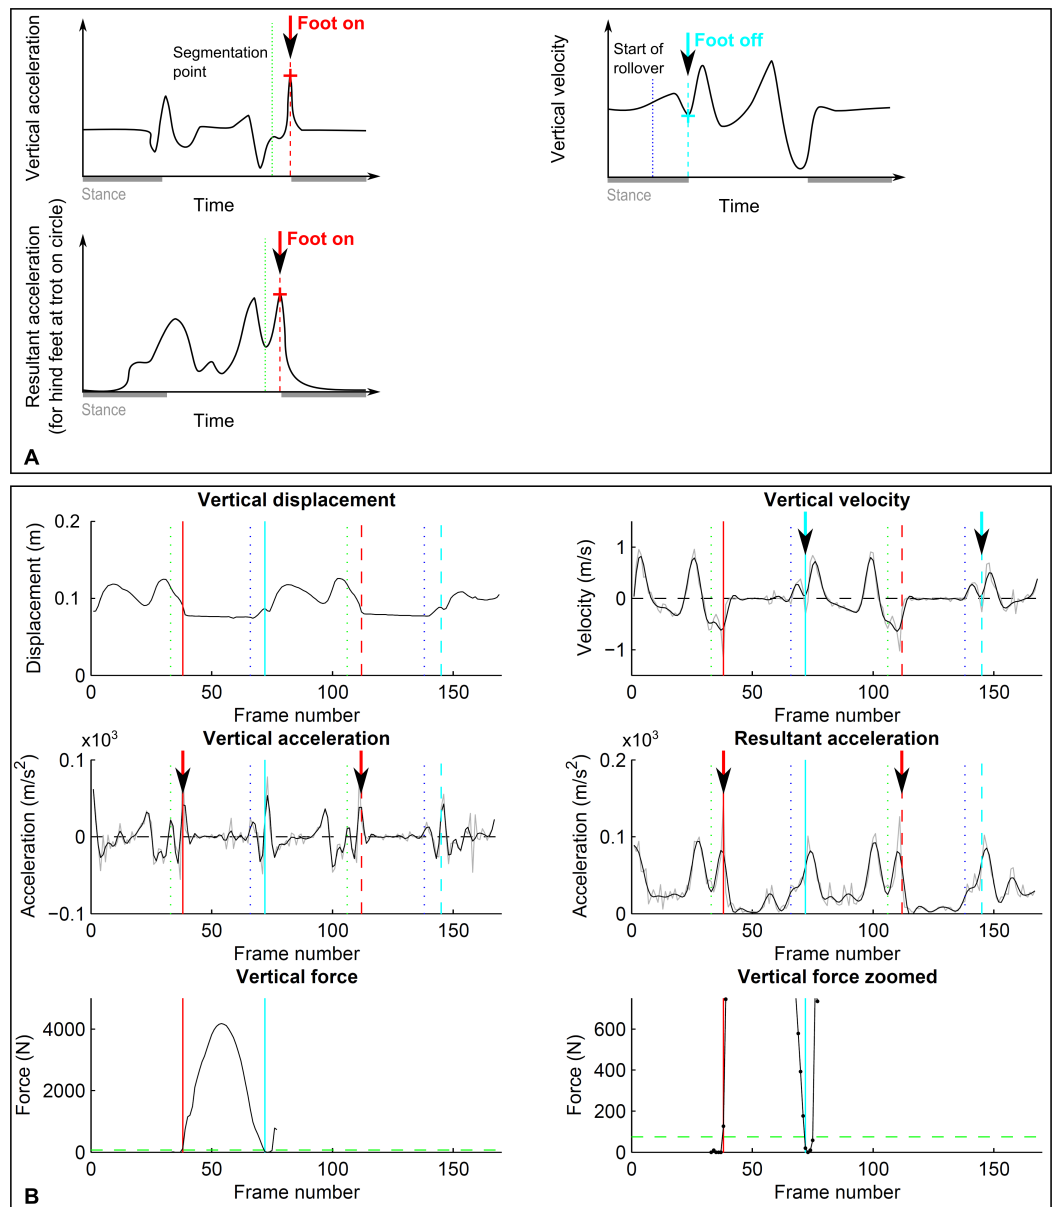 Vertical acceleration
Segmentation
point
Foot on
Stance
Time
Vertical velocity
Start of
rollover
Foot off
Stance
Time
Resultant acceleration
(for hind feet at trot on circle)
Foot on
Stance
Time
A
Vertical displacement
Displacement (m)
0.2
0.1
0
0 50 100 150
Frame number
Vertical velocity
Velocity (m/s)
1
0
−1
0 50 100 150
Frame number
Vertical acceleration
x10³
Acceleration (m/s²)
0.1
0
−0.1
0 50 100 150
Frame number
Resultant acceleration
x10³
Acceleration (m/s²)
0.2
0.1
0
0 50 100 150
Frame number
Vertical force
Force (N)
4000
2000
0
0 50 100 150
Frame number
Vertical force zoomed
Force (N)
600
400
200
0
0 50 100 150
Frame number
B